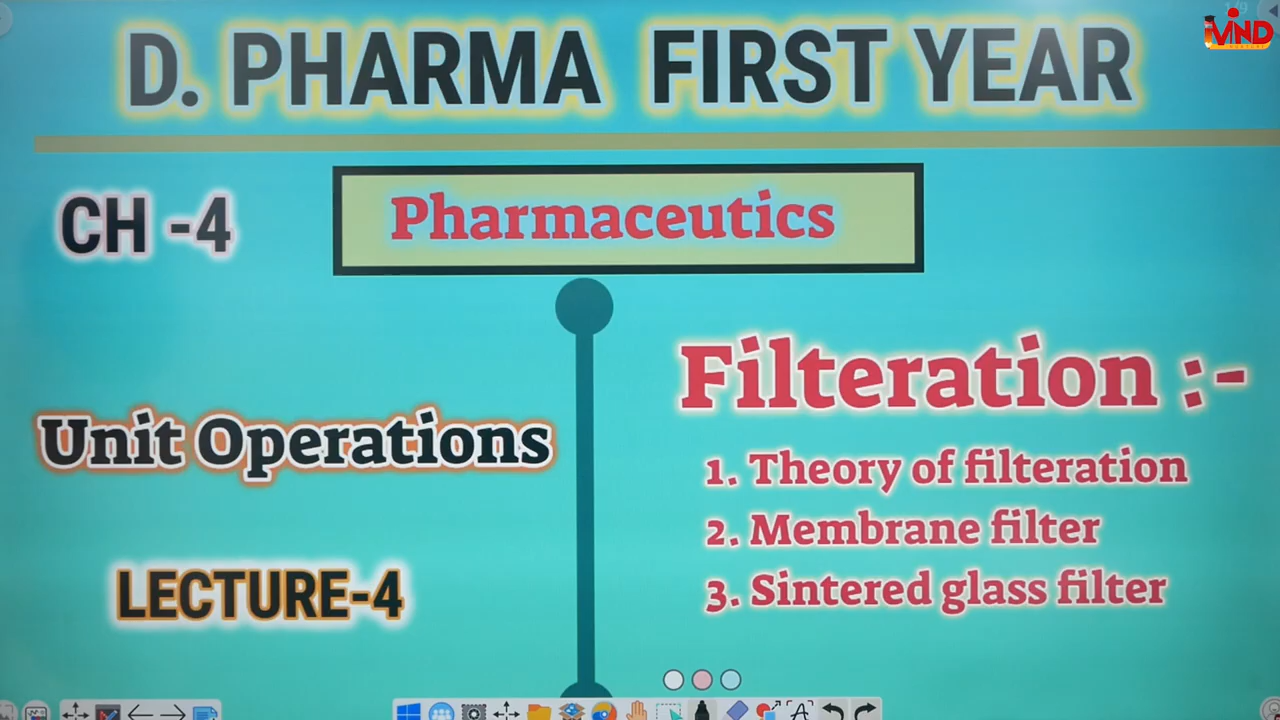 D. PHARMA FIRST YEAR
CH -4
Pharmaceutics
Unit Operations
LECTURE-4
Filteration :-
1. Theory of filteration
2. Membrane filter
3. Sintered glass filter